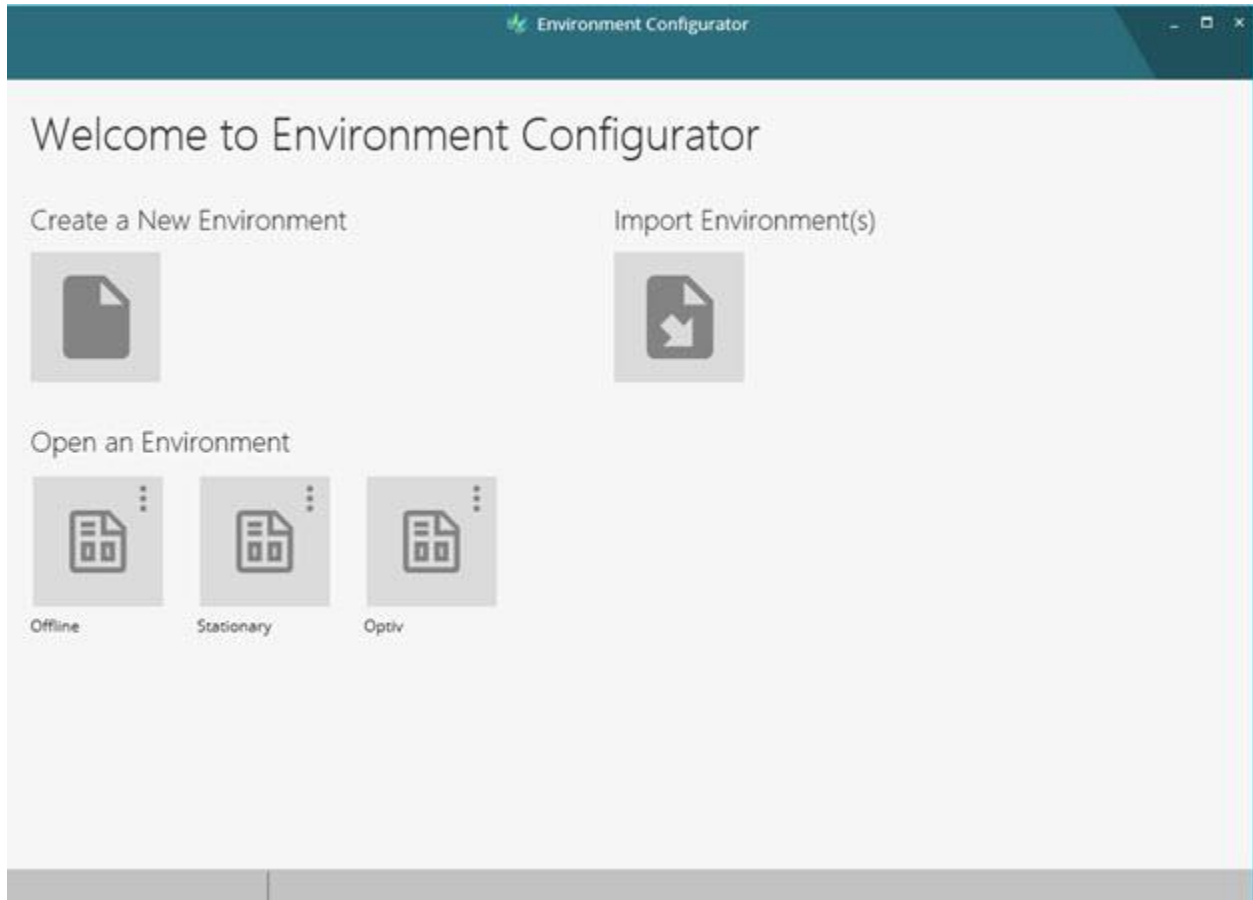 Environment Configurator
Welcome to Environment Configurator
Create a New Environment
Import Environment(s)
Open an Environment
Offline
Stationary
Optiv